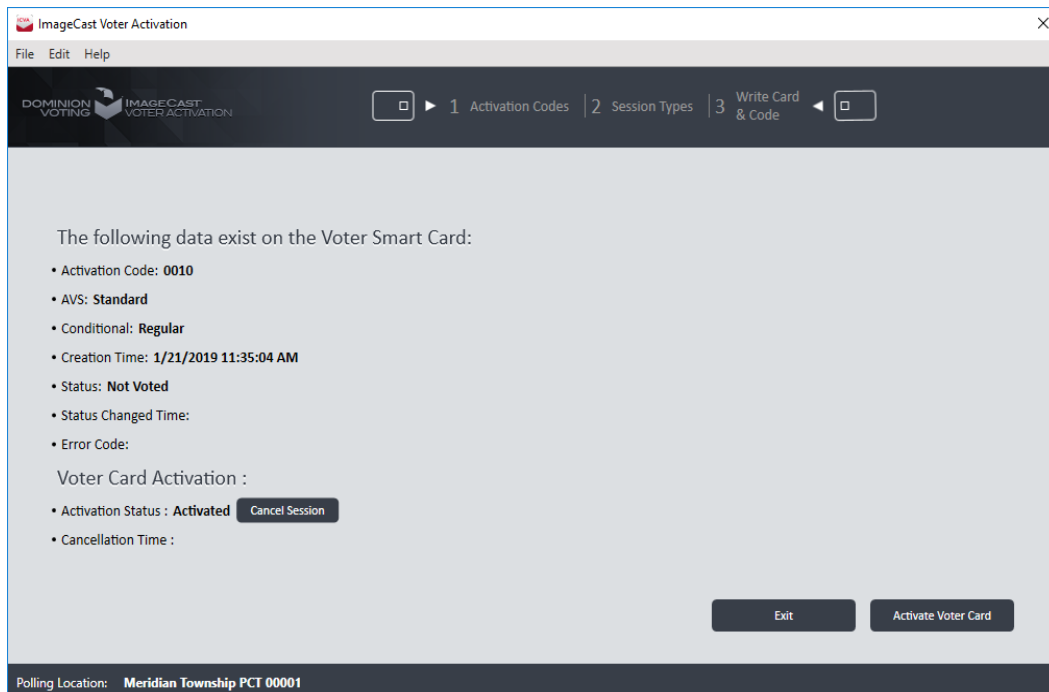 ICVA
ImageCast Voter Activation
File Edit Help
DOMINION VOTING IMAGECAST VOTER ACTIVATION
1 Activation Codes 2 Session Types 3 Write Card & Code
The following data exist on the Voter Smart Card:
• Activation Code: 0010
• AVS: Standard
• Conditional: Regular
• Creation Time: 1/21/2019 11:35:04 AM
• Status: Not Voted
• Status Changed Time:
• Error Code:
Voter Card Activation :
• Activation Status : Activated Cancel Session
• Cancellation Time :
Exit Activate Voter Card
Polling Location: Meridian Township PCT 00001